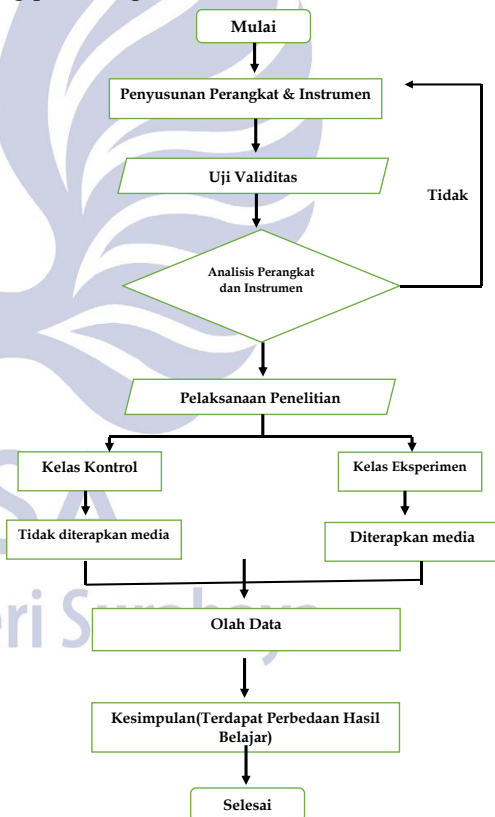 Mulai
Penyusunan Perangkat & Instrumen
Uji Validitas
Tidak
Analisis Perangkat
dan Instrumen
Pelaksanaan Penelitian
Kelas Kontrol
Kelas Eksperimen
Tidak diterapkan media
Diterapkan media
Olah Data
Kesimpulan(Terdapat Perbedaan Hasil
Belajar)
Selesai